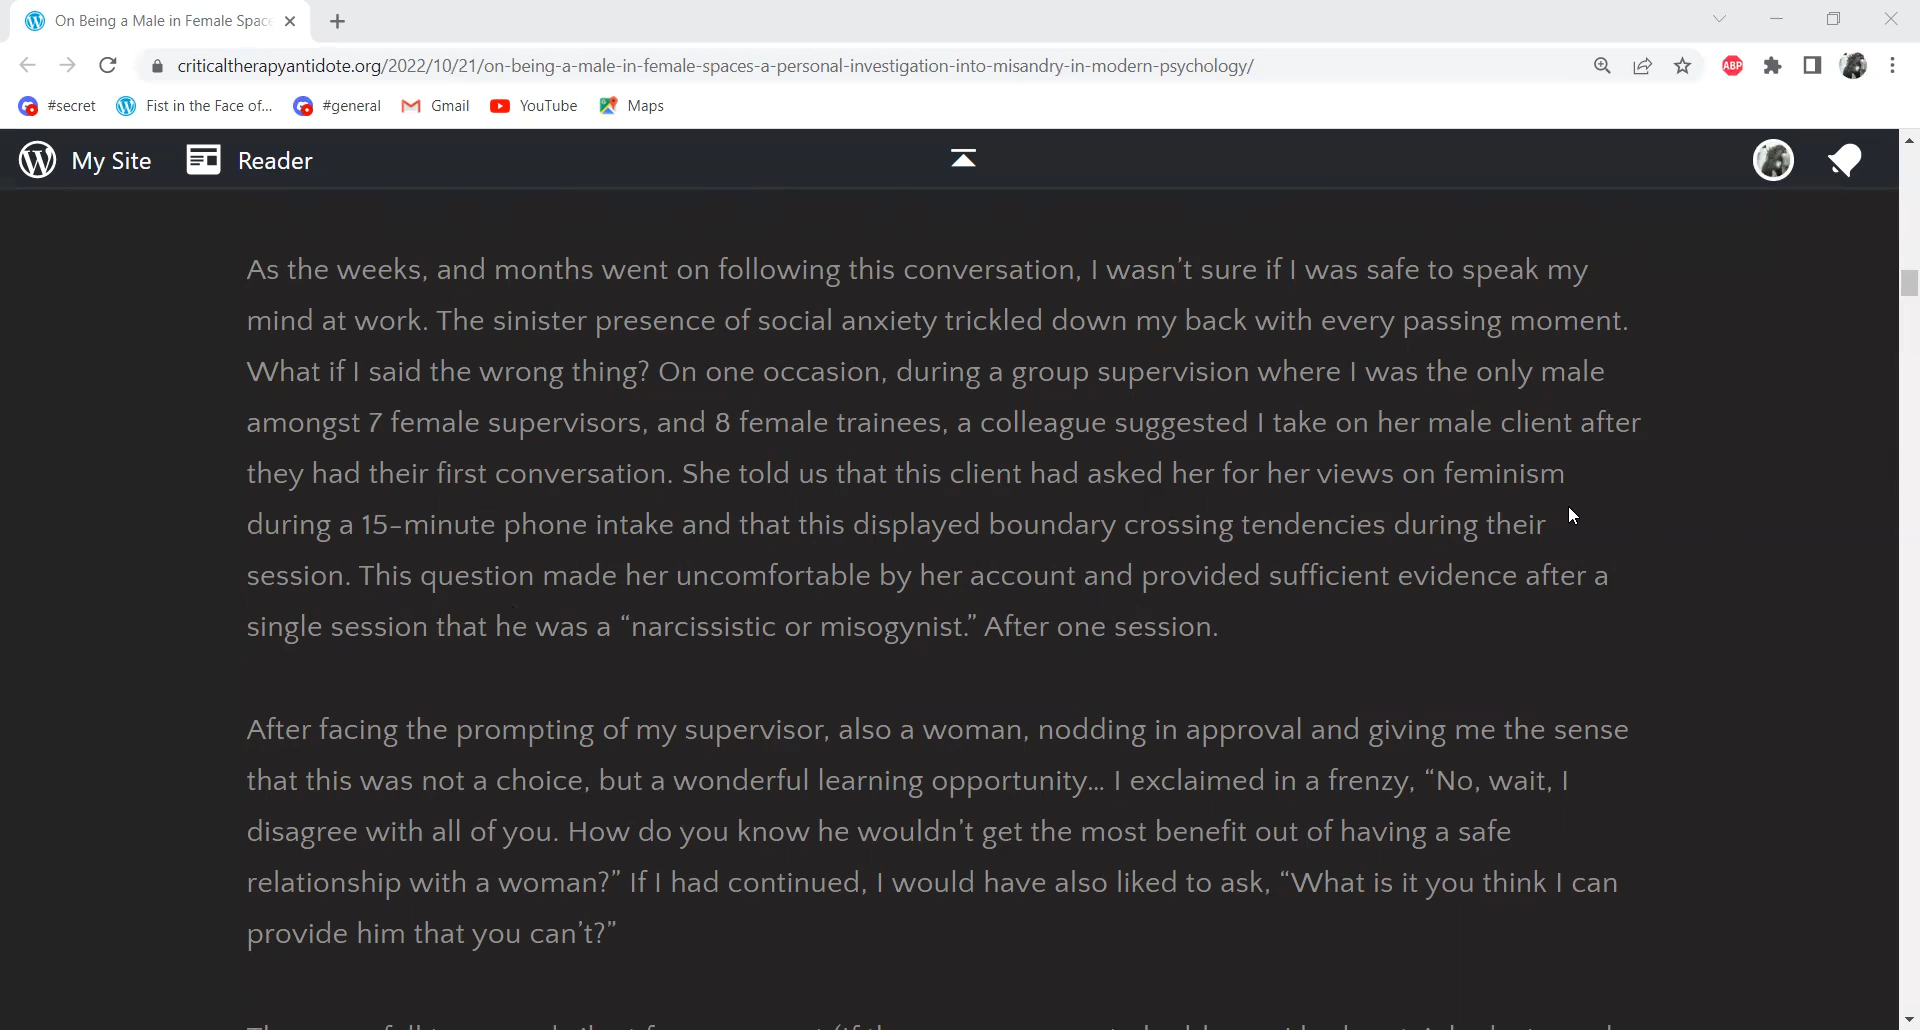 On Being a Male in Female Space
criticaltherapyantidote.org/2022/10/21/on-being-a-male-in-female-spaces-a-personal-investigation-into-misandry-in-modern-psychology/
ABP
#secret Fist in the Face of... #general Gmail YouTube Maps
My Site Reader
As the weeks, and months went on following this conversation, I wasn’t sure if I was safe to speak my
mind at work. The sinister presence of social anxiety trickled down my back with every passing moment.
What if I said the wrong thing? On one occasion, during a group supervision where I was the only male
amongst 7 female supervisors, and 8 female trainees, a colleague suggested I take on her male client after
they had their first conversation. She told us that this client had asked her for her views on feminism
during a 15-minute phone intake and that this displayed boundary crossing tendencies during their
session. This question made her uncomfortable by her account and provided sufficient evidence after a
single session that he was a “narcissistic or misogynist.” After one session.
After facing the prompting of my supervisor, also a woman, nodding in approval and giving me the sense
that this was not a choice, but a wonderful learning opportunity... I exclaimed in a frenzy, “No, wait, I
disagree with all of you. How do you know he wouldn’t get the most benefit out of having a safe
relationship with a woman?” If I had continued, I would have also liked to ask, “What is it you think I can
provide him that you can’t?”